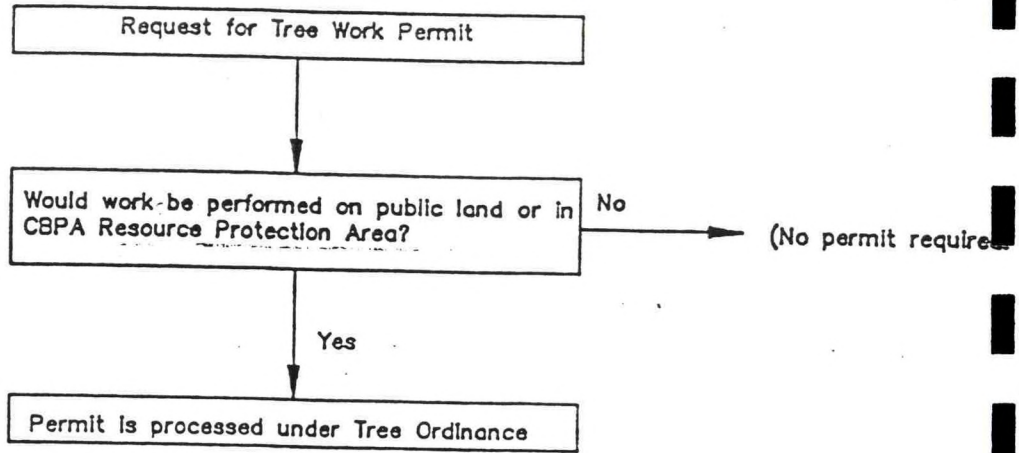 Request for Tree Work Permit
Would work be performed on public land or in
CBPA Resource Protection Area?
No
(No permit require
Yes
Permit is processed under Tree Ordinance